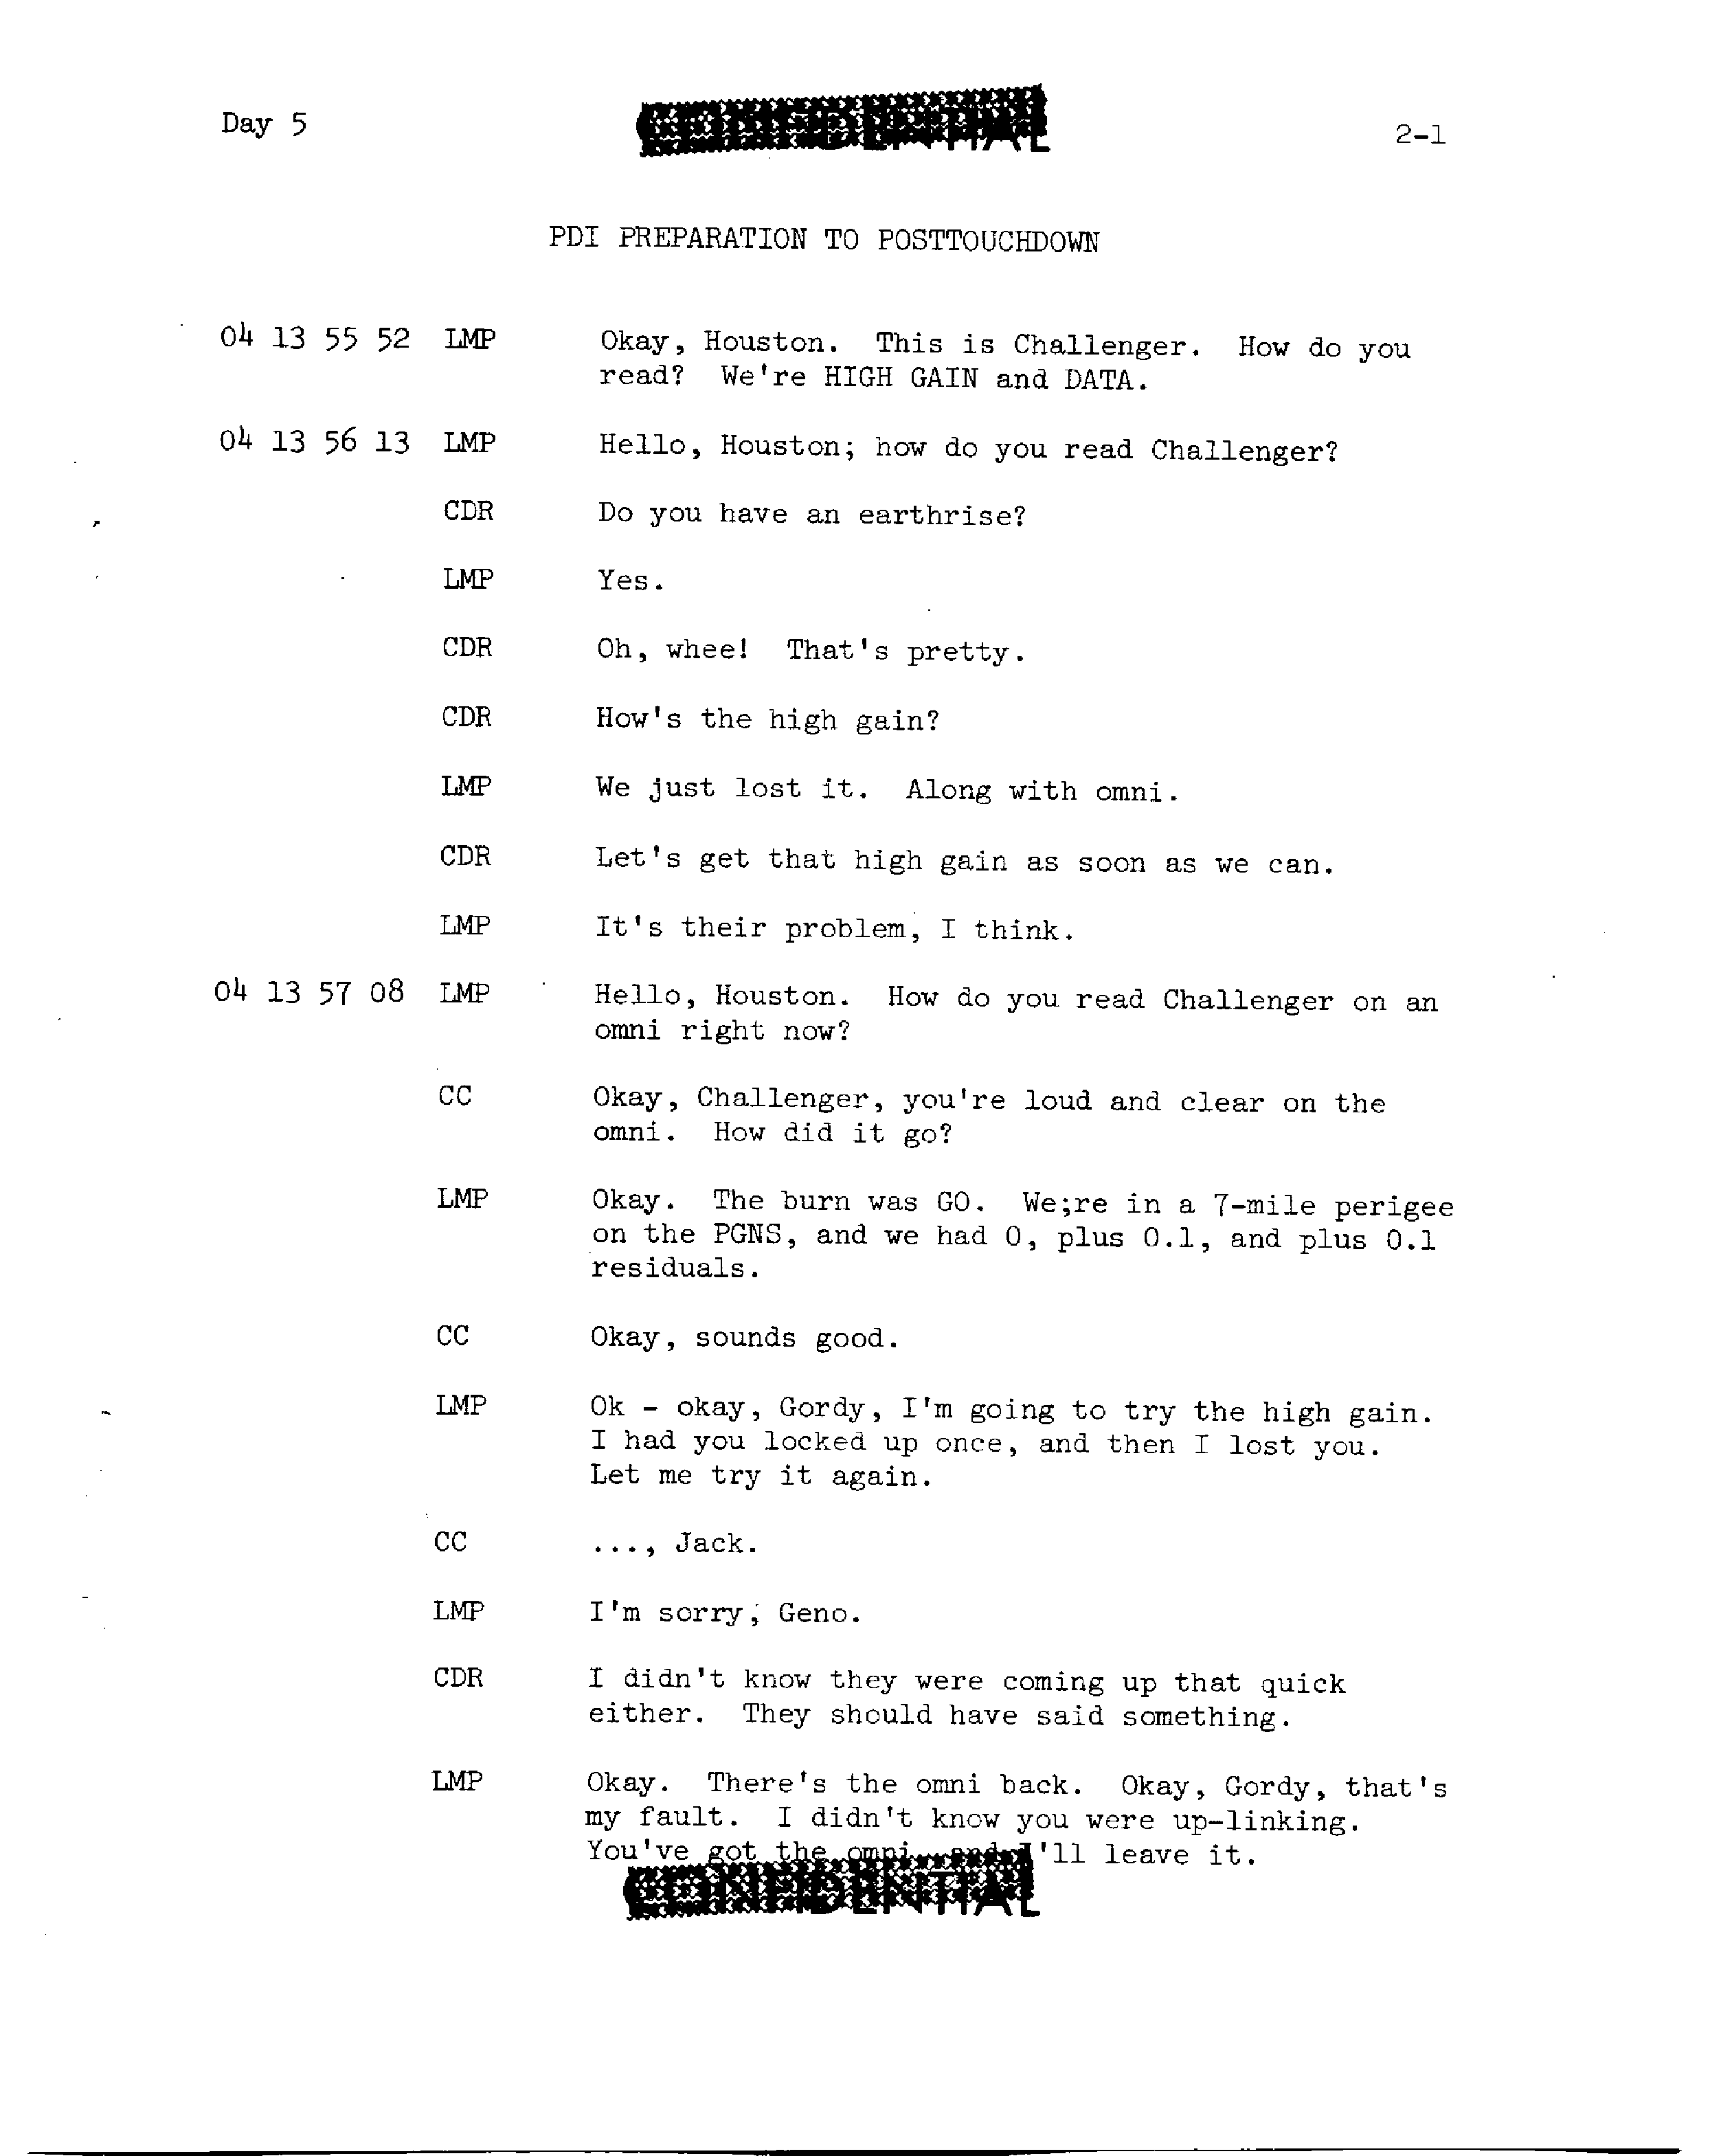 Day 5
CONFIDENTIAL
2-1
PDI PREPARATION TO POSTTOUCHDOWN
04 13 55 52 LMP Okay, Houston. This is Challenger. How do you
read? We're HIGH GAIN and DATA.
04 13 56 13 LMP Hello, Houston; how do you read Challenger?
CDR Do you have an earthrise?
LMP Yes.
CDR Oh, whee! That's pretty.
CDR How's the high gain?
LMP We just lost it. Along with omni.
CDR Let's get that high gain as soon as we can.
LMP It's their problem, I think.
04 13 57 08 LMP Hello, Houston. How do you read Challenger on an
omni right now?
CC Okay, Challenger, you're loud and clear on the
omni. How did it go?
LMP Okay. The burn was GO. We;re in a 7-mile perigee
on the PGNS, and we had 0, plus 0.1, and plus 0.1
residuals.
CC Okay, sounds good.
LMP Ok - okay, Gordy, I'm going to try the high gain.
I had you locked up once, and then I lost you.
Let me try it again.
CC ..., Jack.
LMP I'm sorry, Geno.
CDR I didn't know they were coming up that quick
either. They should have said something.
LMP Okay. There's the omni back. Okay, Gordy, that's
my fault. I didn't know you were up-linking.
You've got the omni, and I'll leave it.
CONFIDENTIAL